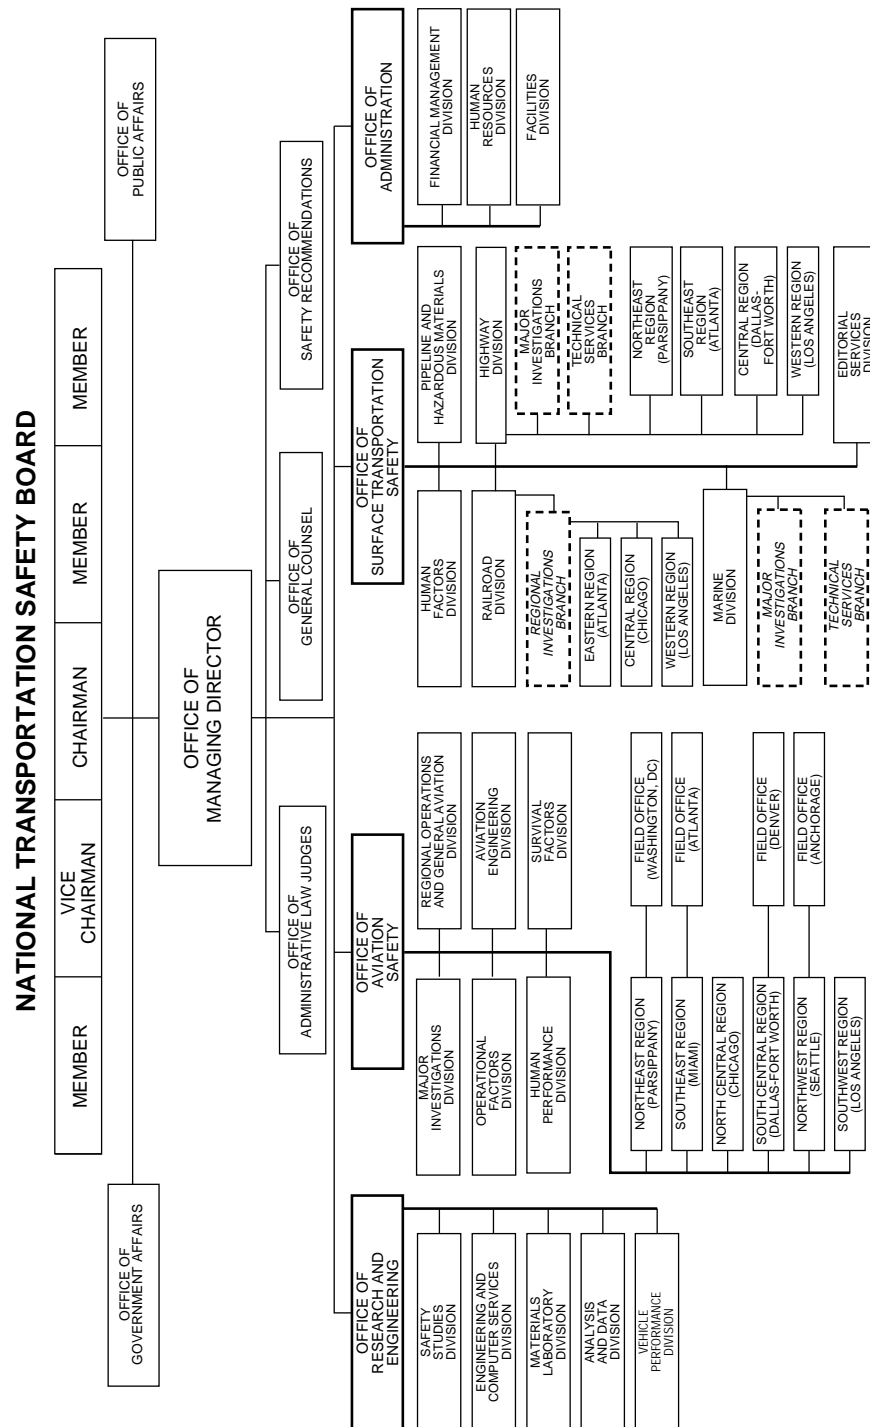 NATIONAL TRANSPORTATION SAFETY BOARD
MEMBER
VICE
CHAIRMAN
CHAIRMAN
MEMBER
MEMBER
OFFICE OF
GOVERNMENT AFFAIRS
OFFICE OF
PUBLIC AFFAIRS
OFFICE OF
MANAGING DIRECTOR
OFFICE OF
ADMINISTRATIVE LAW JUDGES
OFFICE OF
GENERAL COUNSEL
OFFICE OF
SAFETY RECOMMENDATIONS
OFFICE OF
RESEARCH AND
ENGINEERING
SAFETY
STUDIES
DIVISION
ENGINEERING AND
COMPUTER SERVICES
DIVISION
MATERIALS
LABORATORY
DIVISION
ANALYSIS
AND DATA
DIVISION
VEHICLE
PERFORMANCE
DIVISION
OFFICE OF
AVIATION
SAFETY
MAJOR
INVESTIGATIONS
DIVISION
REGIONAL OPERATIONS
AND GENERAL AVIATION
DIVISION
OPERATIONAL
FACTORS
DIVISION
AVIATION
ENGINEERING
DIVISION
HUMAN
PERFORMANCE
DIVISION
SURVIVAL
FACTORS
DIVISION
NORTHEAST REGION
(PARSIPPANY)
FIELD OFFICE
(WASHINGTON, DC)
SOUTHEAST REGION
(MIAMI)
FIELD OFFICE
(ATLANTA)
NORTH CENTRAL REGION
(CHICAGO)
SOUTH CENTRAL REGION
(DALLAS-FORT WORTH)
FIELD OFFICE
(DENVER)
NORTHWEST REGION
(SEATTLE)
FIELD OFFICE
(ANCHORAGE)
SOUTHWEST REGION
(LOS ANGELES)
OFFICE OF
SURFACE TRANSPORTATION
SAFETY
HUMAN
FACTORS
DIVISION
PIPELINE AND
HAZARDOUS MATERIALS
DIVISION
RAILROAD
DIVISION
HIGHWAY
DIVISION
REGIONAL
INVESTIGATIONS
BRANCH
EASTERN REGION
(ATLANTA)
CENTRAL REGION
(CHICAGO)
WESTERN REGION
(LOS ANGELES)
MAJOR
INVESTIGATIONS
BRANCH
TECHNICAL
SERVICES
BRANCH
NORTHEAST
REGION
(PARSIPPANY)
SOUTHEAST
REGION
(ATLANTA)
CENTRAL REGION
(DALLAS-
FORT WORTH)
WESTERN REGION
(LOS ANGELES)
MARINE
DIVISION
MAJOR
INVESTIGATIONS
BRANCH
TECHNICAL
SERVICES
BRANCH
EDITORIAL
SERVICES
DIVISION
OFFICE OF
ADMINISTRATION
FINANCIAL MANAGEMENT
DIVISION
HUMAN
RESOURCES
DIVISION
FACILITIES
DIVISION